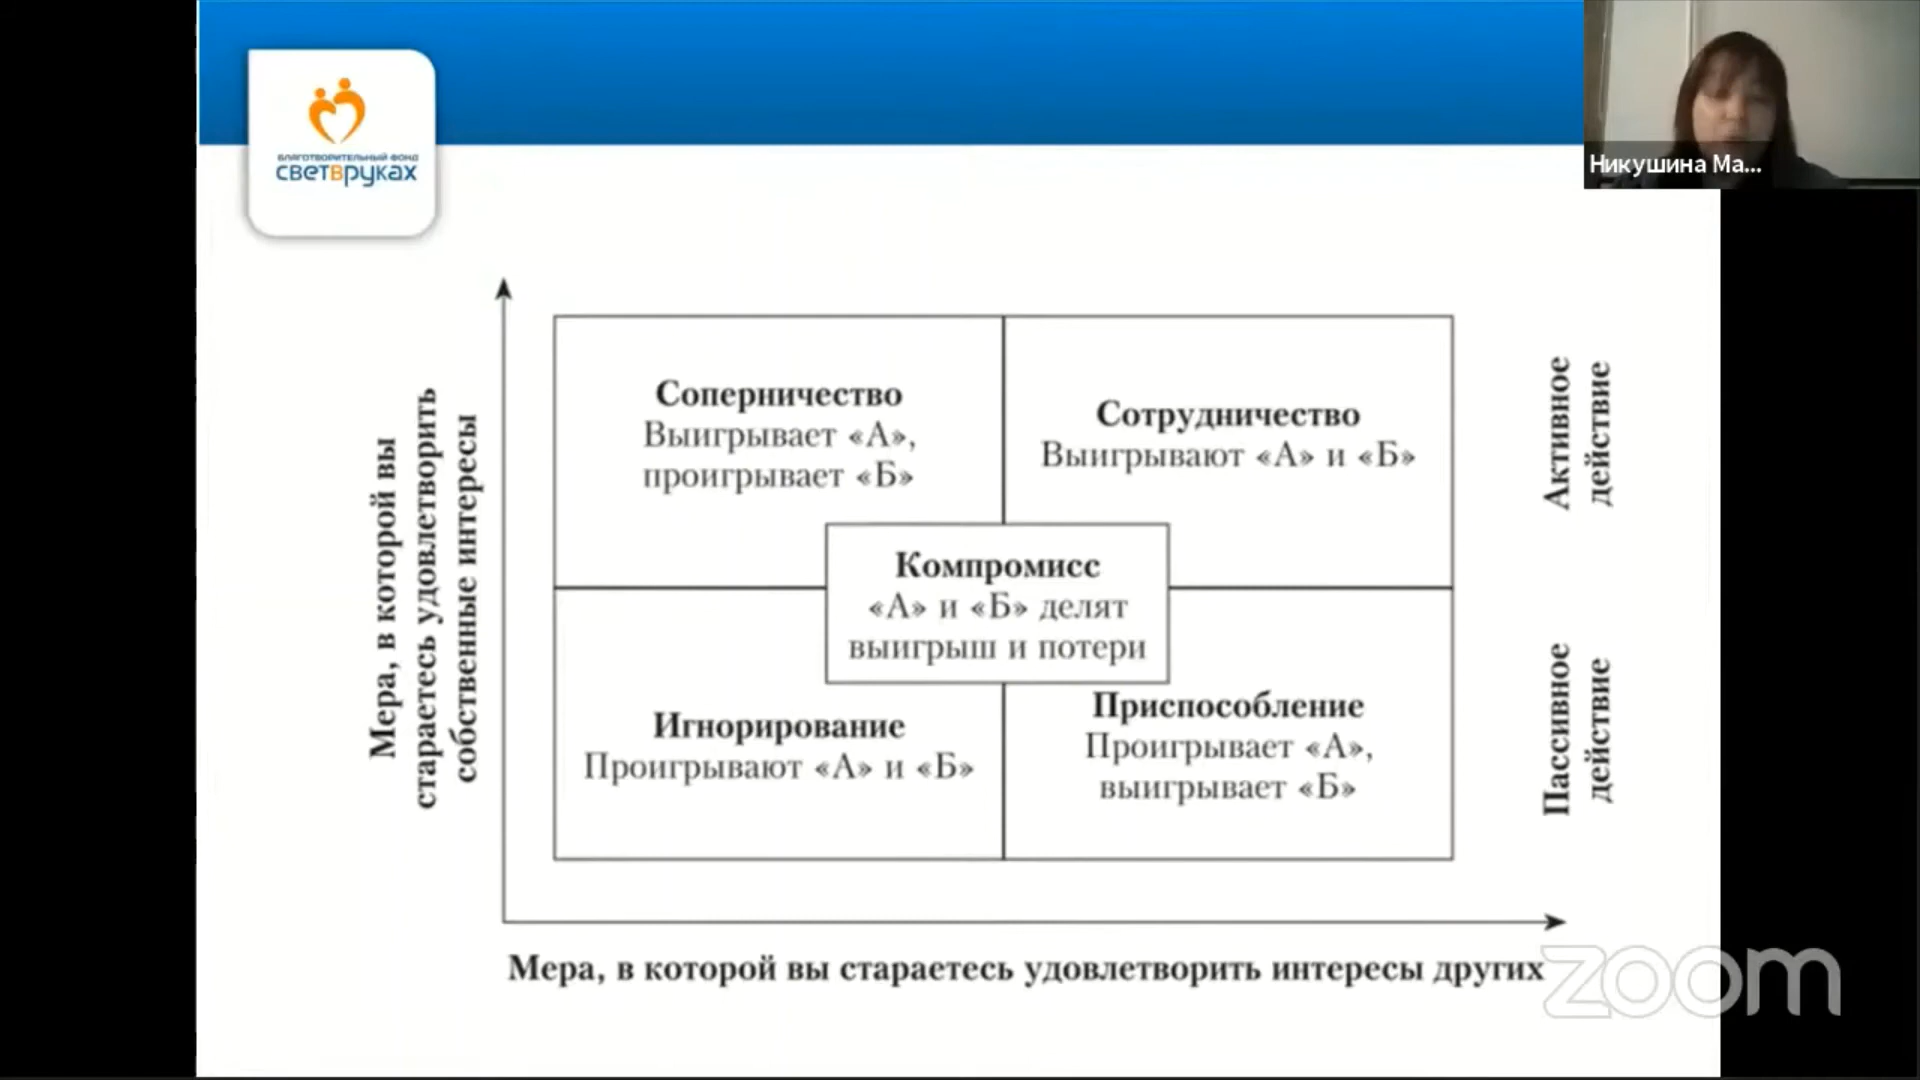 БЛАГОТВОРИТЕЛЬНЫЙ ФОНД
СВЕТВРУКАХ
Никушина Ма...
Мера, в которой вы
стараетесь удовлетворить
собственные интересы
Соперничество
Выигрывает «А»,
проигрывает «Б»
Сотрудничество
Выигрывают «А» и «Б»
Компромисс
«А» и «Б» делят
выигрыш и потери
Игнорирование
Проигрывают «А» и «Б»
Приспособление
Проигрывает «А»,
выигрывает «Б»
Активное
действие
Пассивное
действие
Мера, в которой вы стараетесь удовлетворить интересы других
zoom